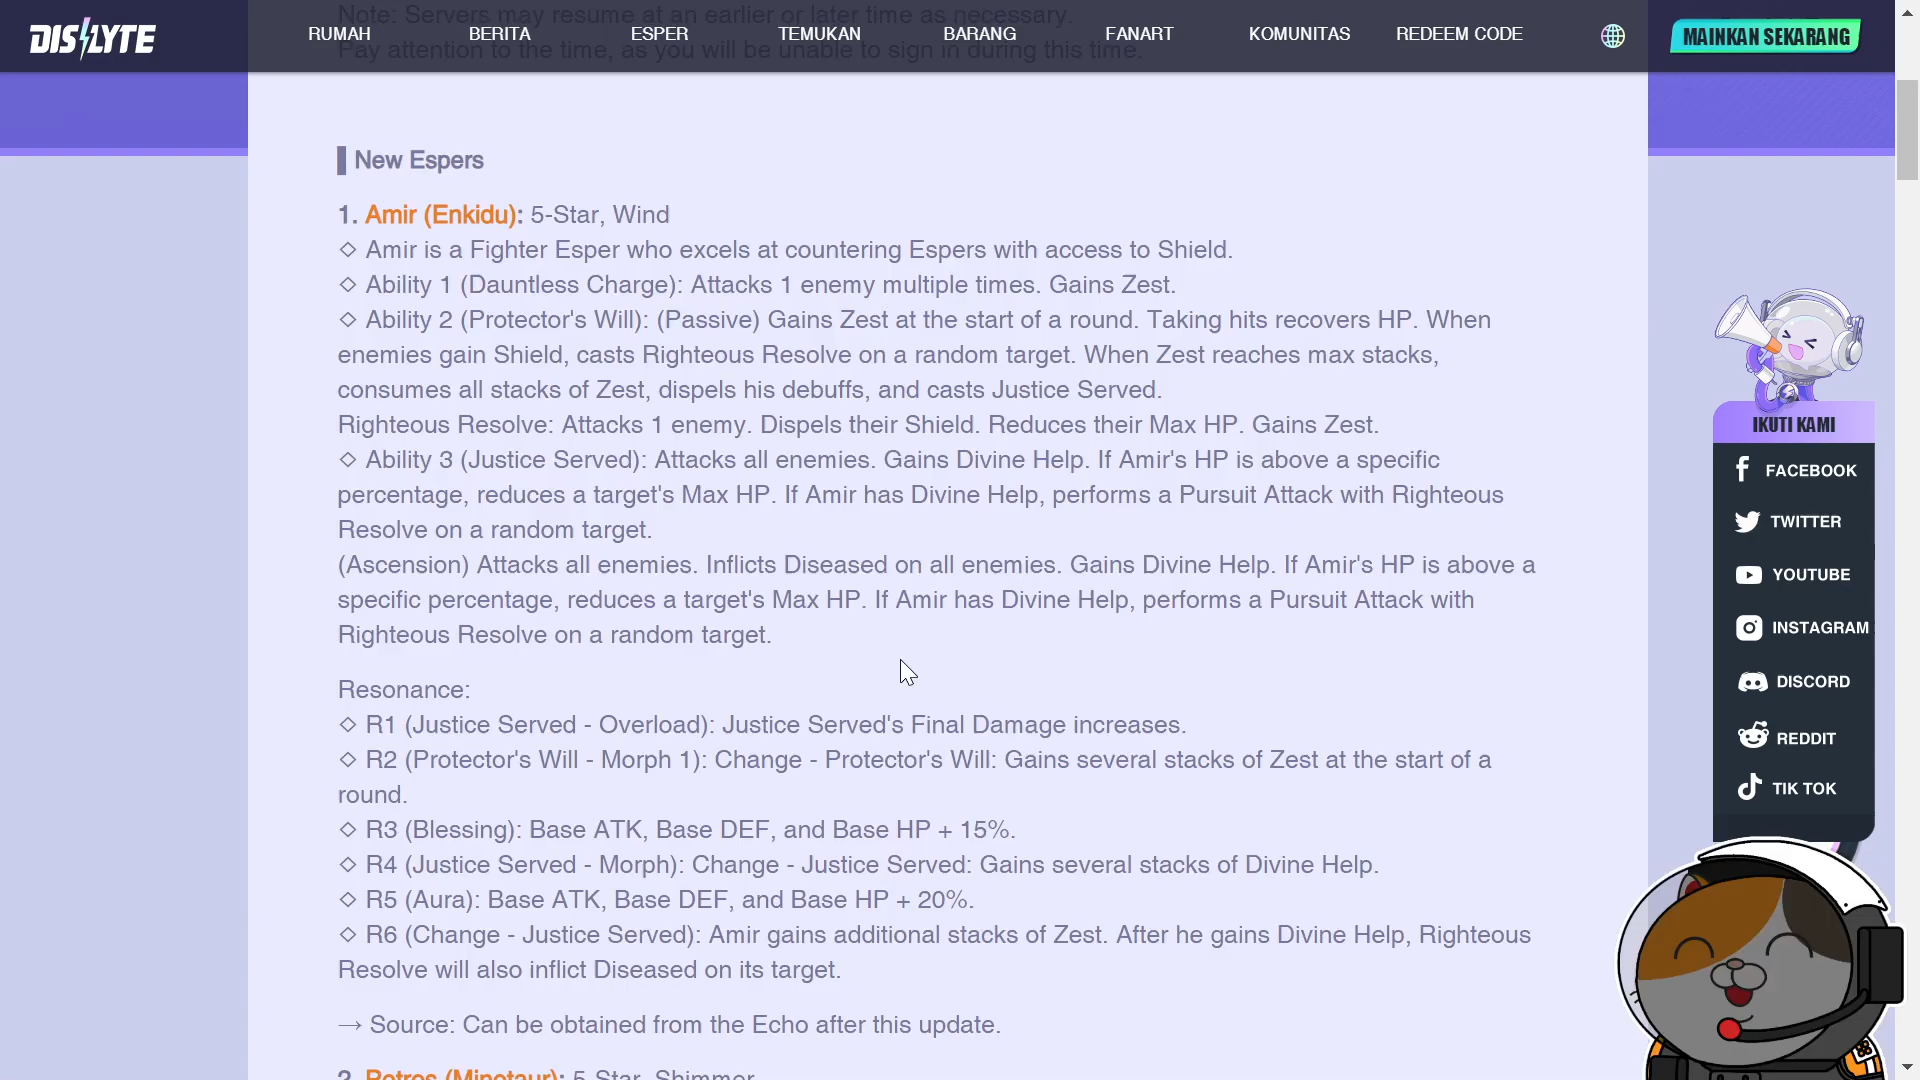 Note: Servers may resume at an earlier or later time as necessary.
Pay attention to the time, as you will be unable to sign in during this time.
DISLYTE
RUMAH
BERITA
ESPER
TEMUKAN
BARANG
FANART
KOMUNITAS
REDEEM CODE
MAINKAN SEKARANG
New Espers
1. Amir (Enkidu): 5-Star, Wind
◇ Amir is a Fighter Esper who excels at countering Espers with access to Shield.
◇ Ability 1 (Dauntless Charge): Attacks 1 enemy multiple times. Gains Zest.
◇ Ability 2 (Protector's Will): (Passive) Gains Zest at the start of a round. Taking hits recovers HP. When
enemies gain Shield, casts Righteous Resolve on a random target. When Zest reaches max stacks,
consumes all stacks of Zest, dispels his debuffs, and casts Justice Served.
Righteous Resolve: Attacks 1 enemy. Dispels their Shield. Reduces their Max HP. Gains Zest.
◇ Ability 3 (Justice Served): Attacks all enemies. Gains Divine Help. If Amir's HP is above a specific
percentage, reduces a target's Max HP. If Amir has Divine Help, performs a Pursuit Attack with Righteous
Resolve on a random target.
(Ascension) Attacks all enemies. Inflicts Diseased on all enemies. Gains Divine Help. If Amir's HP is above a
specific percentage, reduces a target's Max HP. If Amir has Divine Help, performs a Pursuit Attack with
Righteous Resolve on a random target.
Resonance:
◇ R1 (Justice Served - Overload): Justice Served's Final Damage increases.
◇ R2 (Protector's Will - Morph 1): Change - Protector's Will: Gains several stacks of Zest at the start of a
round.
◇ R3 (Blessing): Base ATK, Base DEF, and Base HP + 15%.
◇ R4 (Justice Served - Morph): Change - Justice Served: Gains several stacks of Divine Help.
◇ R5 (Aura): Base ATK, Base DEF, and Base HP + 20%.
◇ R6 (Change - Justice Served): Amir gains additional stacks of Zest. After he gains Divine Help, Righteous
Resolve will also inflict Diseased on its target.
→ Source: Can be obtained from the Echo after this update.
2. Petros (Minotaur): 5-Star, Shimmer
IKUTI KAMI
FACEBOOK
TWITTER
YOUTUBE
INSTAGRAM
DISCORD
REDDIT
TIK TOK